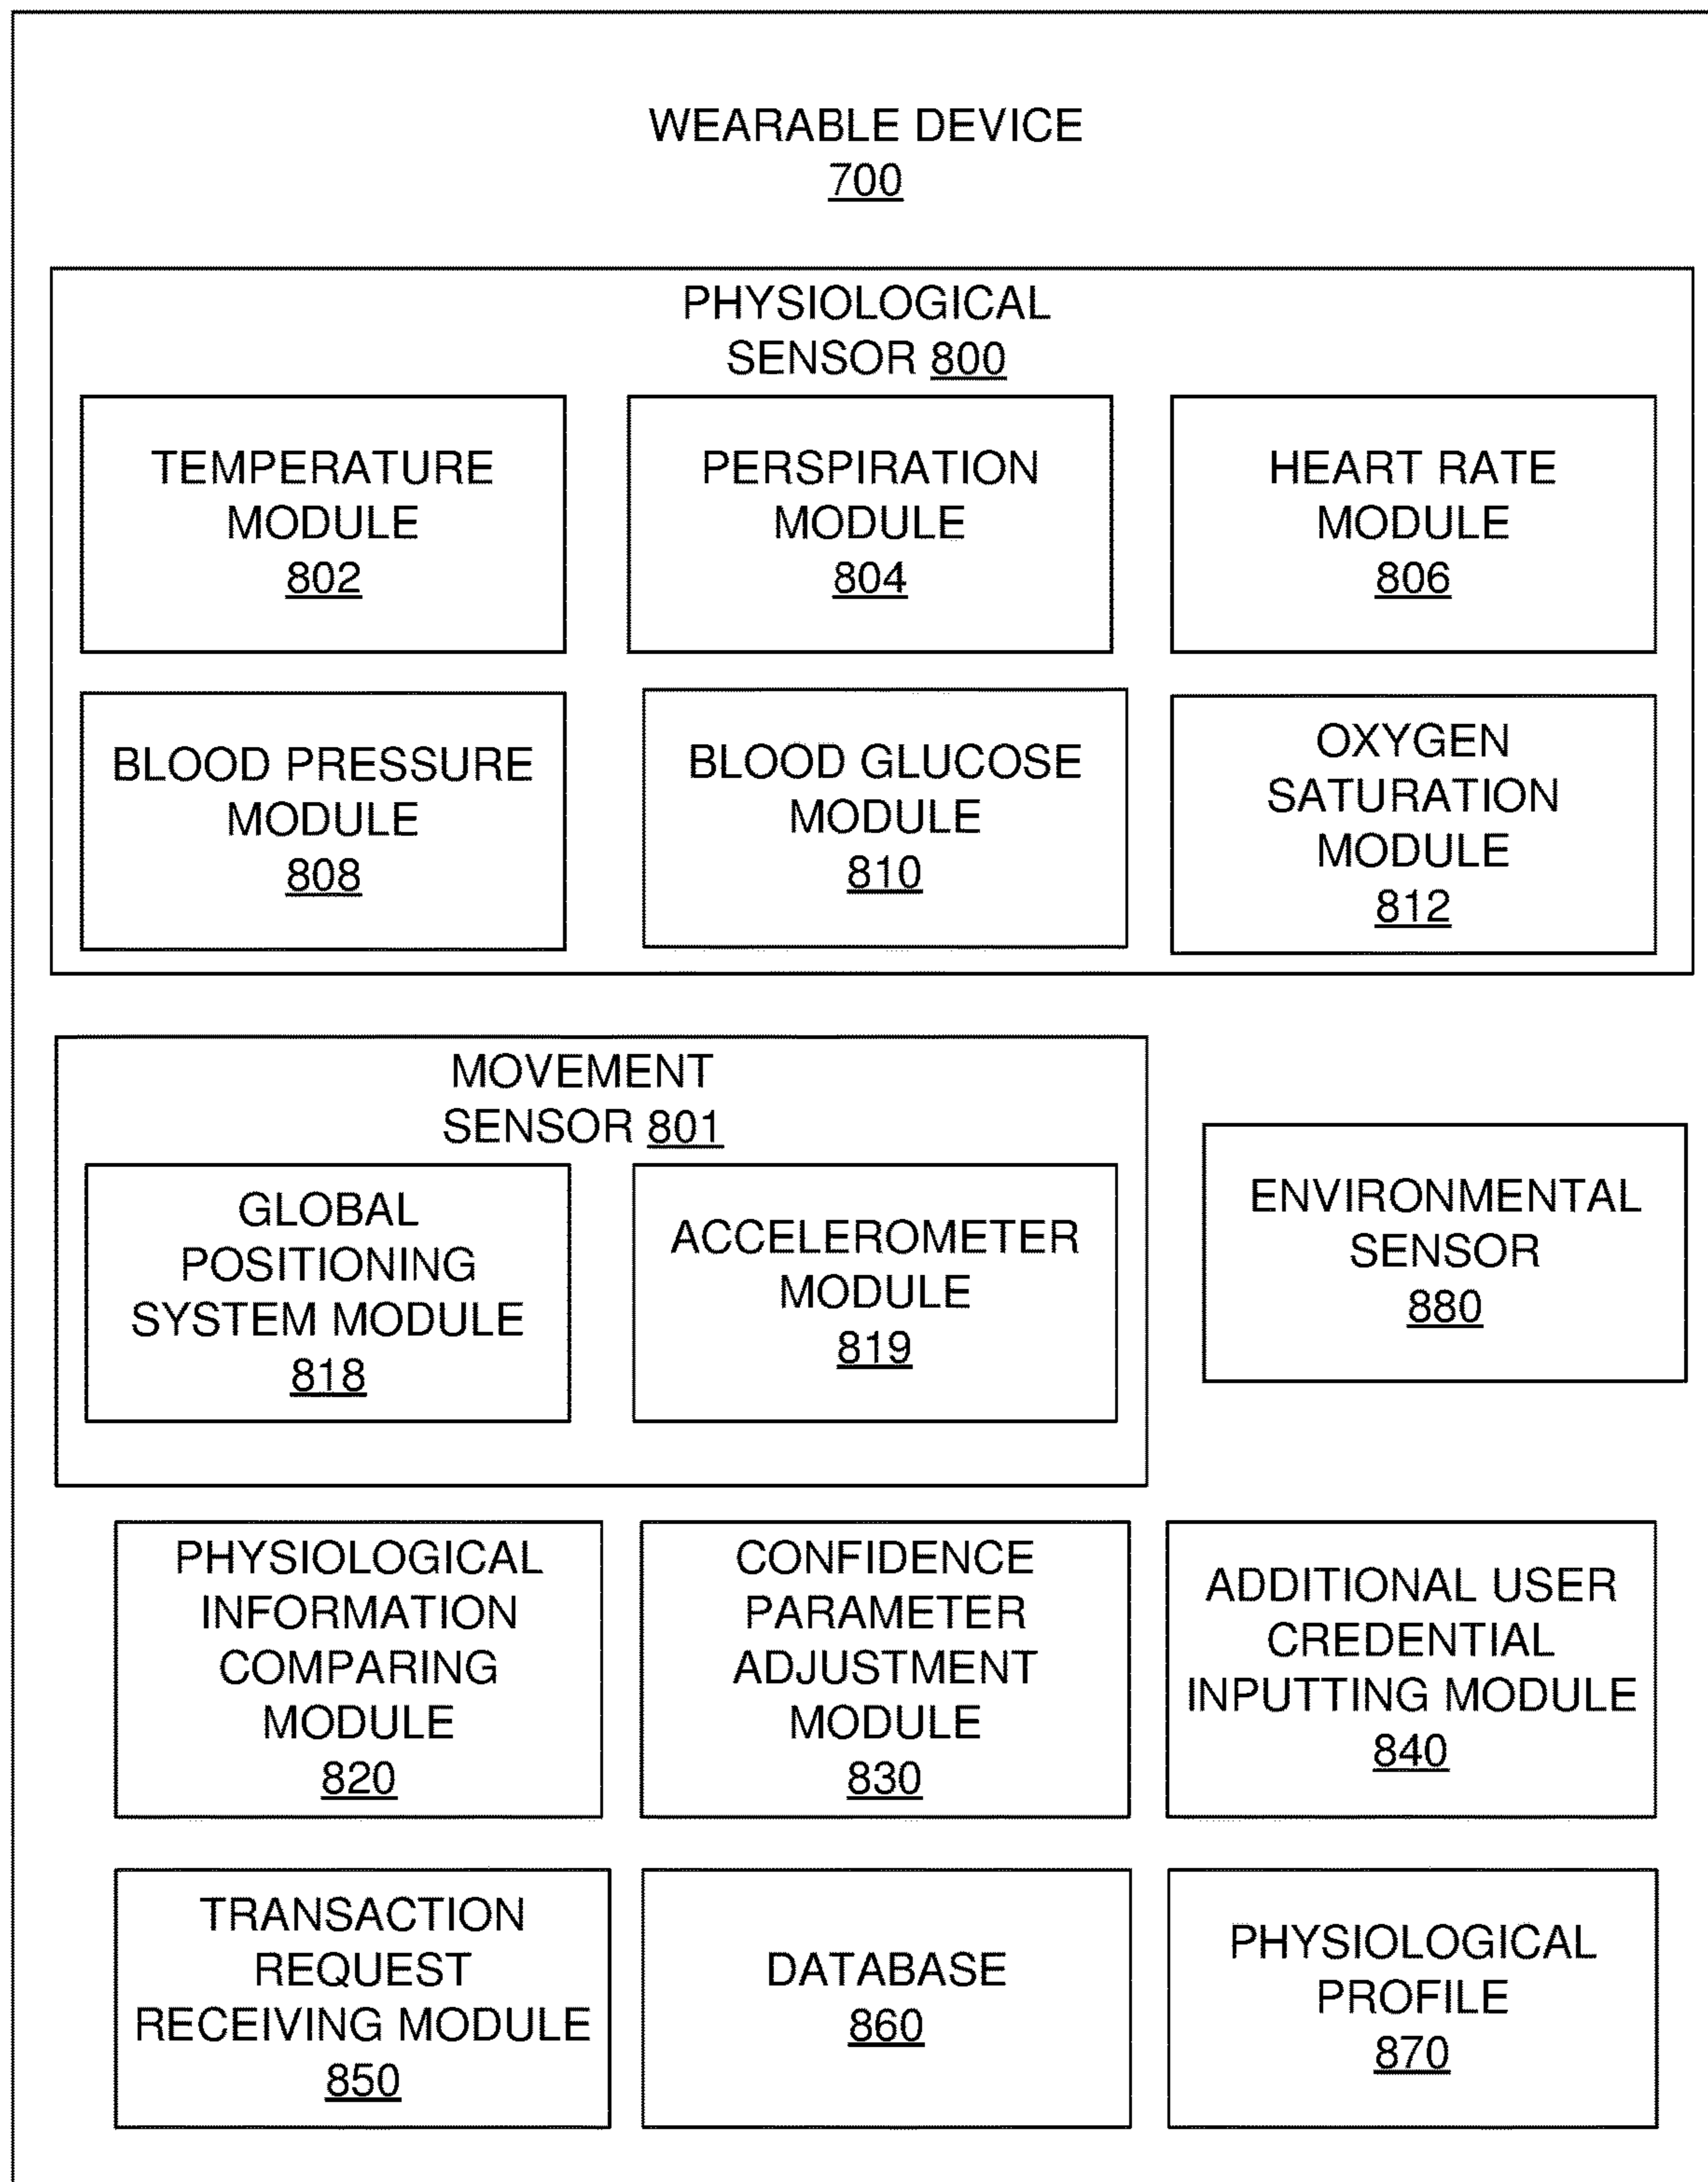 WEARABLE DEVICE
700
PHYSIOLOGICAL
SENSOR 800
TEMPERATURE
MODULE
802
PERSPIRATION
MODULE
804
HEART RATE
MODULE
806
BLOOD PRESSURE
MODULE
808
BLOOD GLUCOSE
MODULE
810
OXYGEN
SATURATION
MODULE
812
MOVEMENT
SENSOR 801
GLOBAL
POSITIONING
SYSTEM MODULE
818
ACCELEROMETER
MODULE
819
ENVIRONMENTAL
SENSOR
880
PHYSIOLOGICAL
INFORMATION
COMPARING
MODULE
820
CONFIDENCE
PARAMETER
ADJUSTMENT
MODULE
830
ADDITIONAL USER
CREDENTIAL
INPUTTING MODULE
840
TRANSACTION
REQUEST
RECEIVING MODULE
850
DATABASE
860
PHYSIOLOGICAL
PROFILE
870